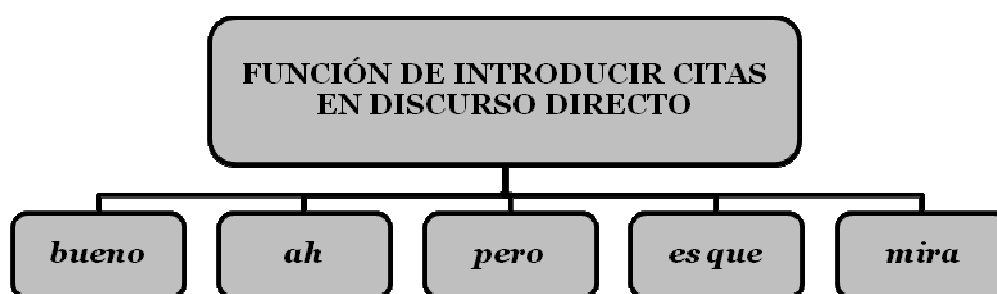 FUNCIÓN DE INTRODUCIR CITAS
EN DISCURSO DIRECTO
bueno
ah
pero
es que
mira